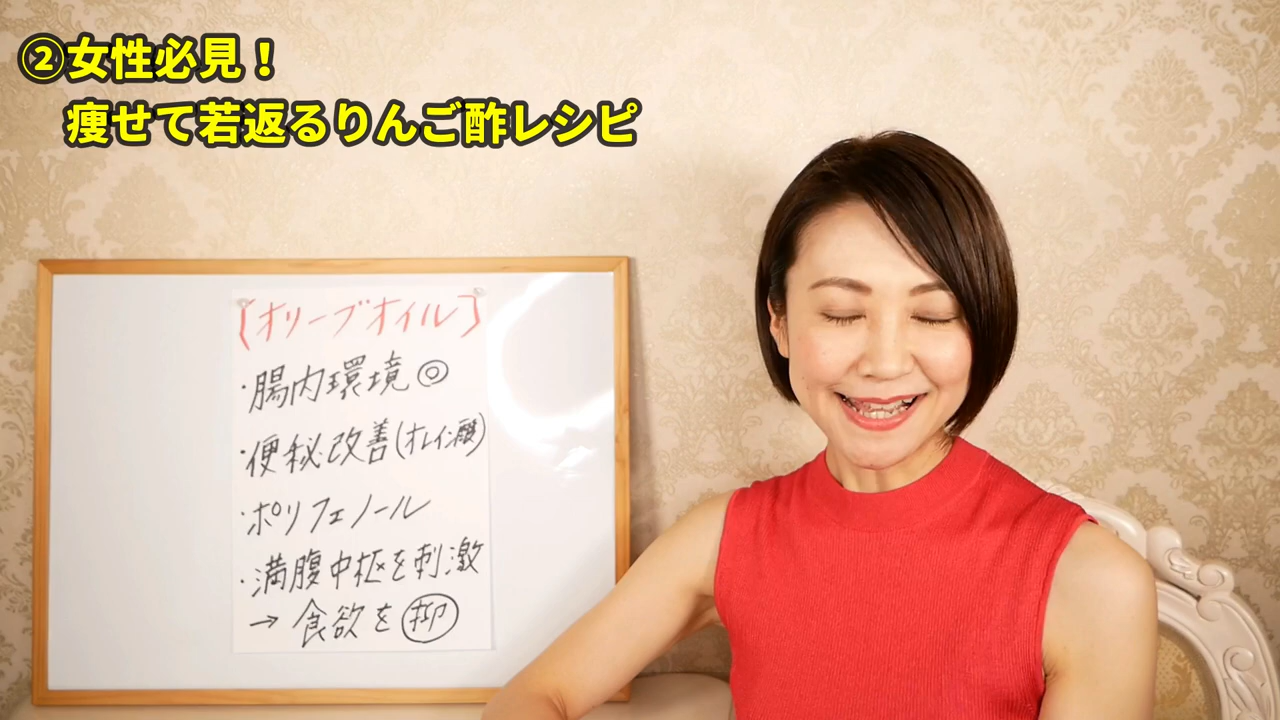 ②女性必見！
痩せて若返るりんご酢レシピ
【オリーブオイル】
・腸内環境◎
・便秘改善(オレイン酸)
・ポリフェノール
・満腹中枢を刺激
→食欲を抑